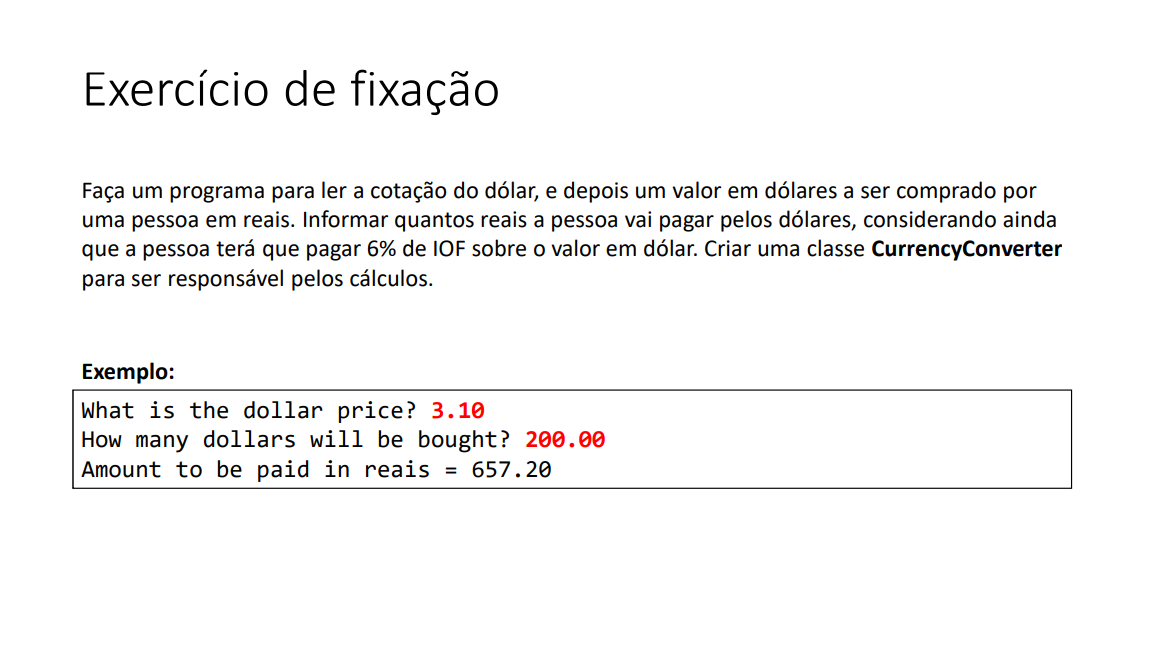 Exercício de fixação
Faça um programa para ler a cotação do dólar, e depois um valor em dólares a ser comprado por
uma pessoa em reais. Informar quantos reais a pessoa vai pagar pelos dólares, considerando ainda
que a pessoa terá que pagar 6% de IOF sobre o valor em dólar. Criar uma classe CurrencyConverter
para ser responsável pelos cálculos.
Exemplo:
What is the dollar price? 3.10
How many dollars will be bought? 200.00
Amount to be paid in reais = 657.20